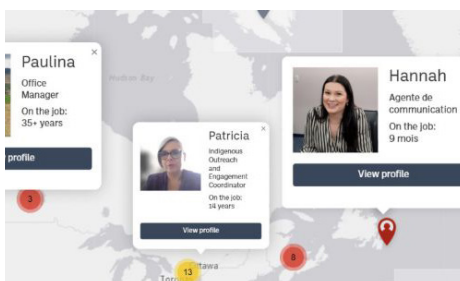 Paulina
×
Office
Manager
On the job:
35+ years
profile
3
Hudson Bay
Patricia
×
Indigenous
Outreach
and
Engagement
Coordinator
On the job:
14 years
View profile
13
Ottawa
Toro
Hannah
Agente de
communication
On the job:
9 mois
View profile
8